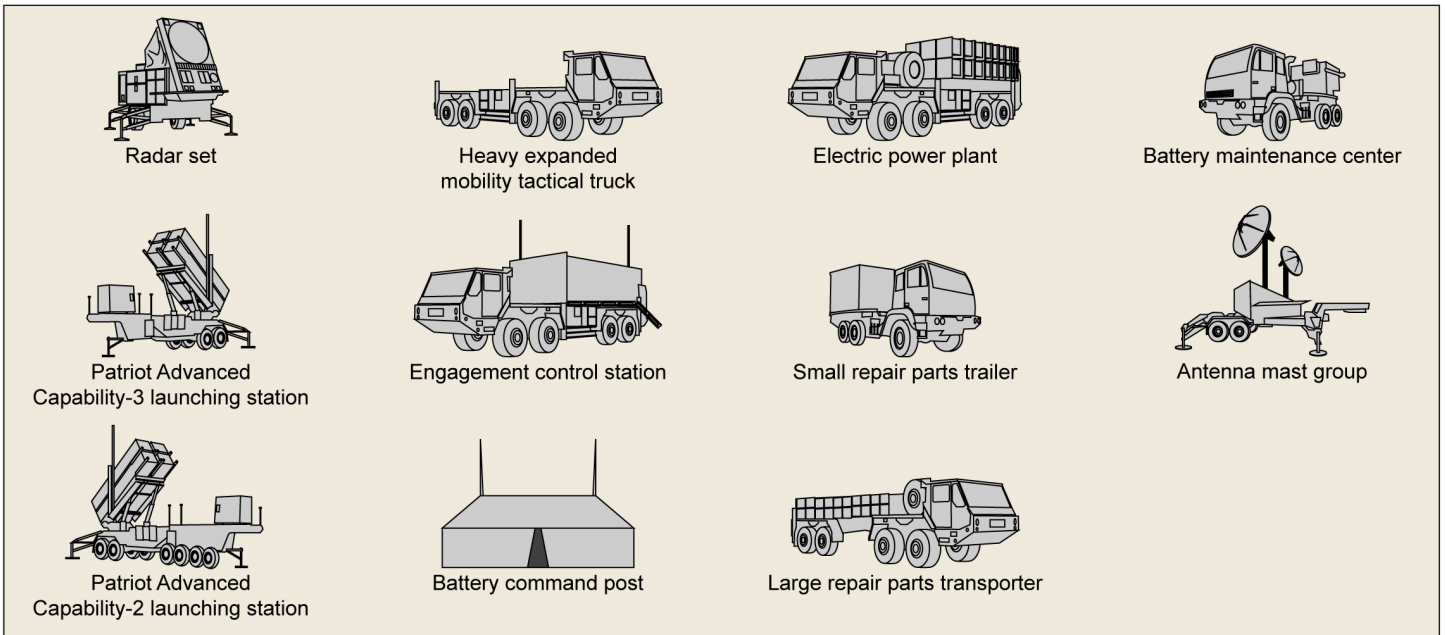 Radar set
Heavy expanded
mobility tactical truck
Electric power plant
Battery maintenance center
Patriot Advanced
Capability-3 launching station
Engagement control station
Small repair parts trailer
Antenna mast group
Patriot Advanced
Capability-2 launching station
Battery command post
Large repair parts transporter